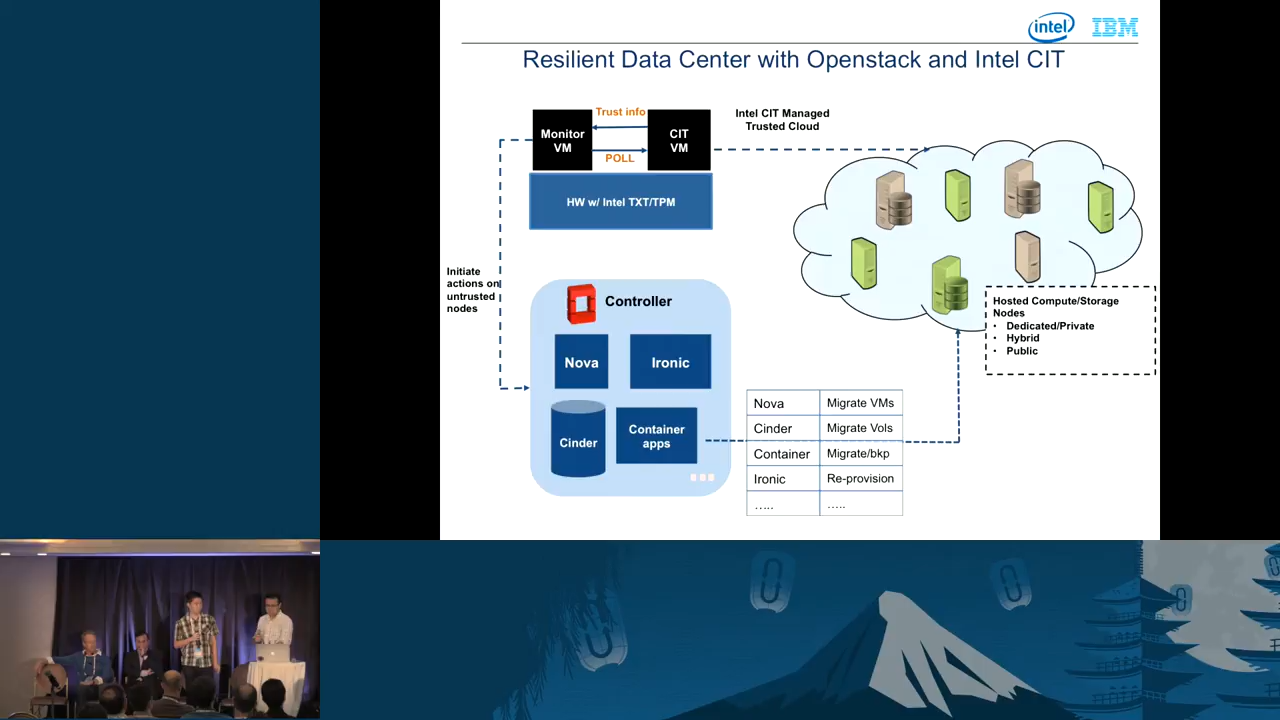 intel IBM
Resilient Data Center with Openstack and Intel CIT
Trust info
Monitor
VM
CIT
VM
POLL
HW w/ Intel TXT/TPM
Intel CIT Managed
Trusted Cloud
Initiate
actions on
untrusted
nodes
Controller
Nova
Ironic
Cinder
Container
apps
Hosted Compute/Storage
Nodes
• Dedicated/Private
• Hybrid
• Public
Nova Migrate VMs
Cinder Migrate Vols
Container Migrate/bkp
Ironic Re-provision
..... .....